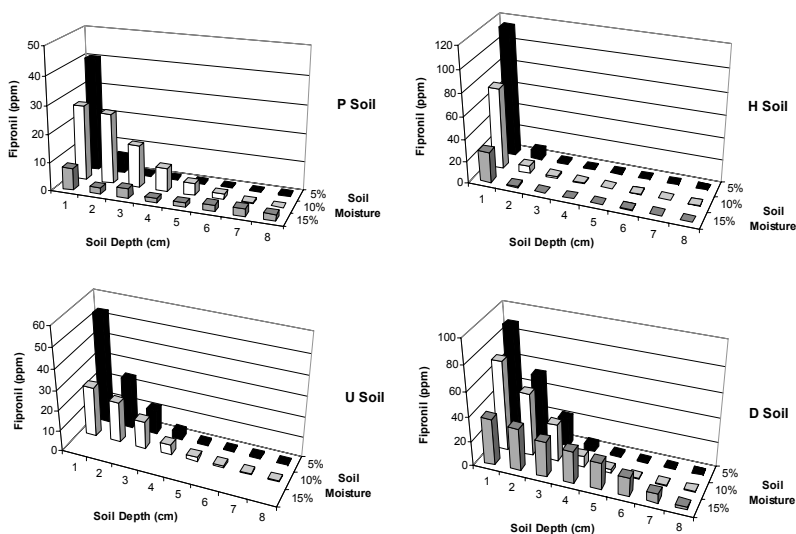 50
40
30
20
10
0
Fipronil (ppm)
1 2 3 4 5 6 7 8
Soil Depth (cm)
5%
10%
15%
Soil
Moisture
P Soil
120
100
80
60
40
20
0
Fipronil (ppm)
1 2 3 4 5 6 7 8
Soil Depth (cm)
5%
10%
15%
Soil
Moisture
H Soil
60
50
40
30
20
10
0
Fipronil (ppm)
1 2 3 4 5 6 7 8
Soil Depth (cm)
5%
10%
15%
Soil
Moisture
U Soil
100
80
60
40
20
0
Fipronil (ppm)
1 2 3 4 5 6 7 8
Soil Depth (cm)
5%
10%
15%
Soil
Moisture
D Soil